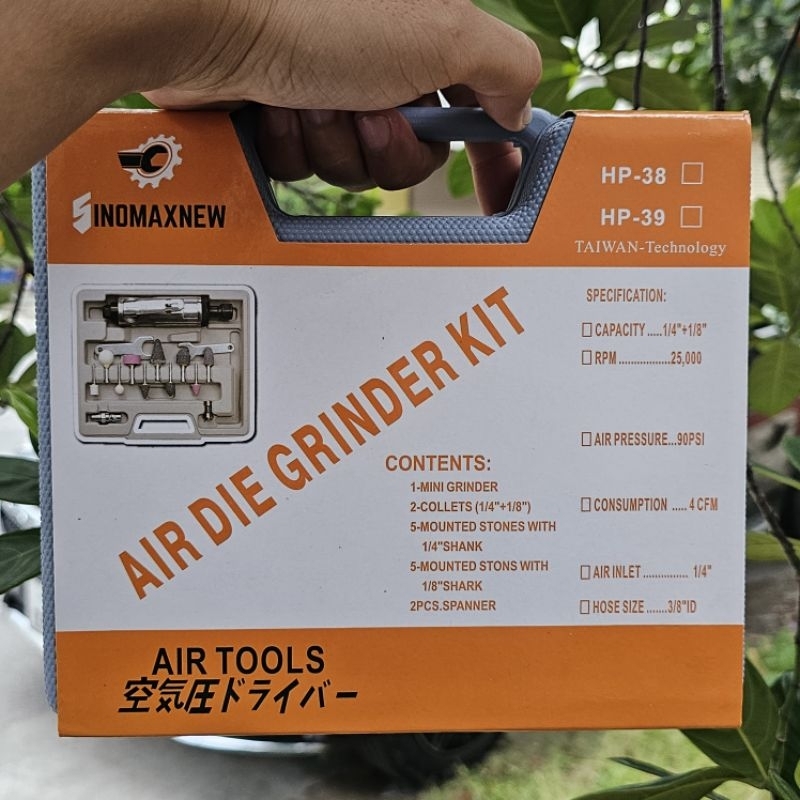 SINOMAXNEW
HP-38
HP-39
TAIWAN-Technology
AIR DIE GRINDER KIT
SPECIFICATION:
CAPACITY.....1/4"+1/8"
RPM................25,000
AIR PRESSURE...90PSI
CONSUMPTION ..... 4 CFM
AIR INLET ............... 1/4"
HOSE SIZE .......3/8"ID
CONTENTS:
1-MINI GRINDER
2-COLLETS (1/4"+1/8")
5-MOUNTED STONES WITH
1/4"SHANK
5-MOUNTED STONS WITH
1/8"SHARK
2PCS.SPANNER
AIR TOOLS
空気圧ドライバー